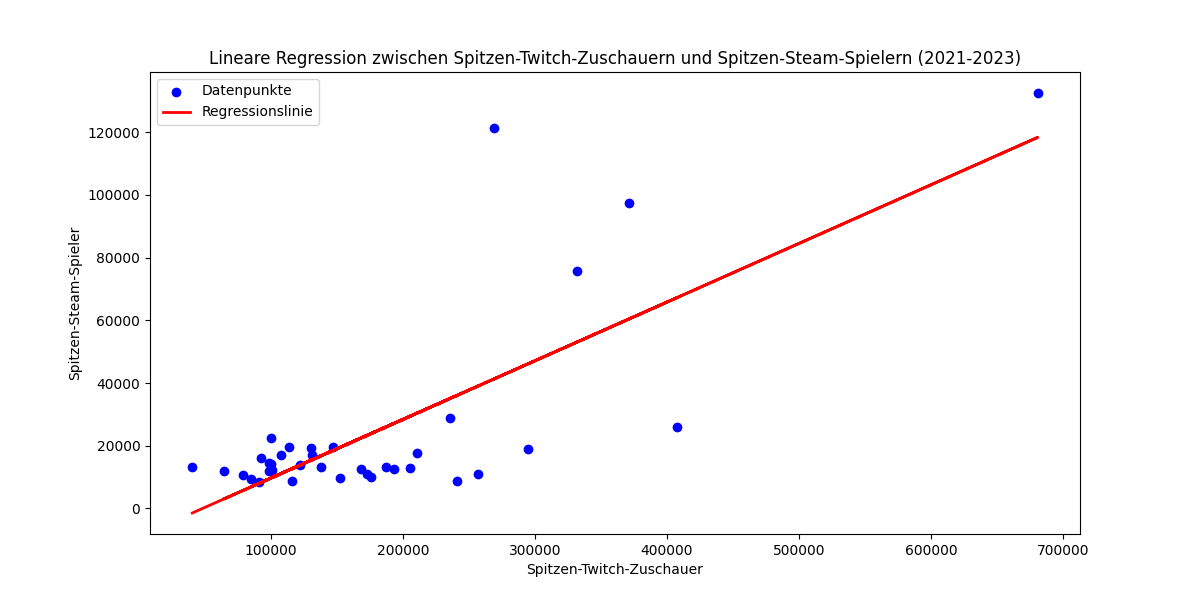 Lineare Regression zwischen Spitzen-Twitch-Zuschauern und Spitzen-Steam-Spielern (2021-2023)
Datenpunkte
Regressionslinie
Spitzen-Steam-Spieler
120000
100000
80000
60000
40000
20000
0
100000 200000 300000 400000 500000 600000 700000
Spitzen-Twitch-Zuschauer